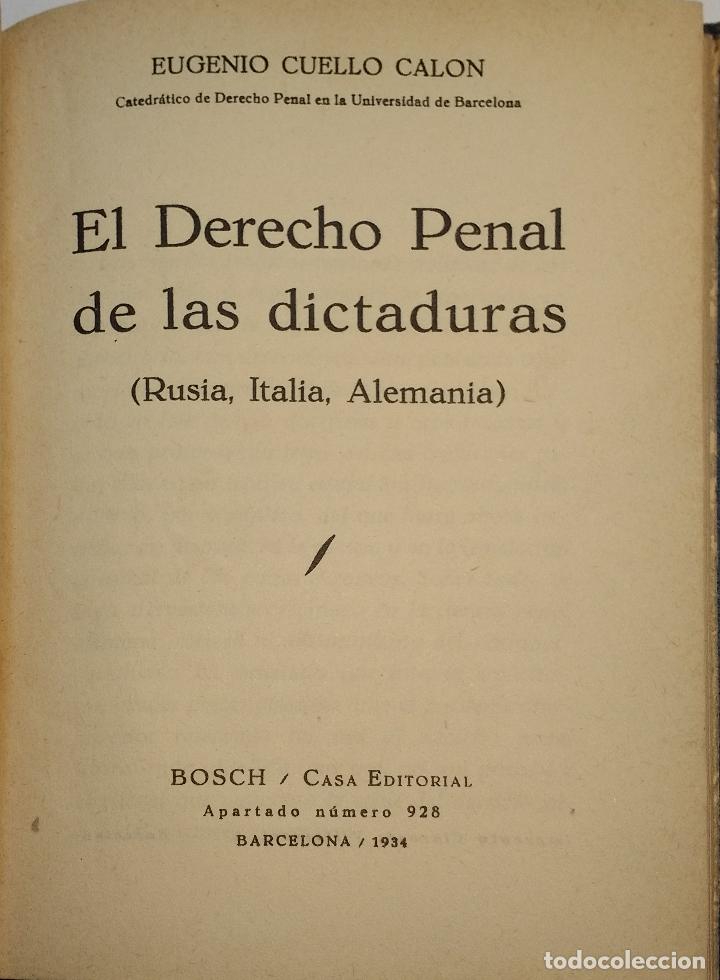 EUGENIO CUELLO CALON
Catedrático de Derecho Penal en la Universidad de Barcelona
El Derecho Penal
de las dictaduras
(Rusia, Italia, Alemania)
BOSCH / CASA EDITORIAL
Apartado número 928
BARCELONA / 1934
todocoleccion